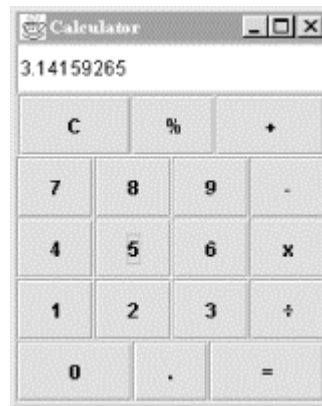 Calculator
3.14159265
C % +
7 8 9 -
4 5 6 x
1 2 3 ÷
0 . =